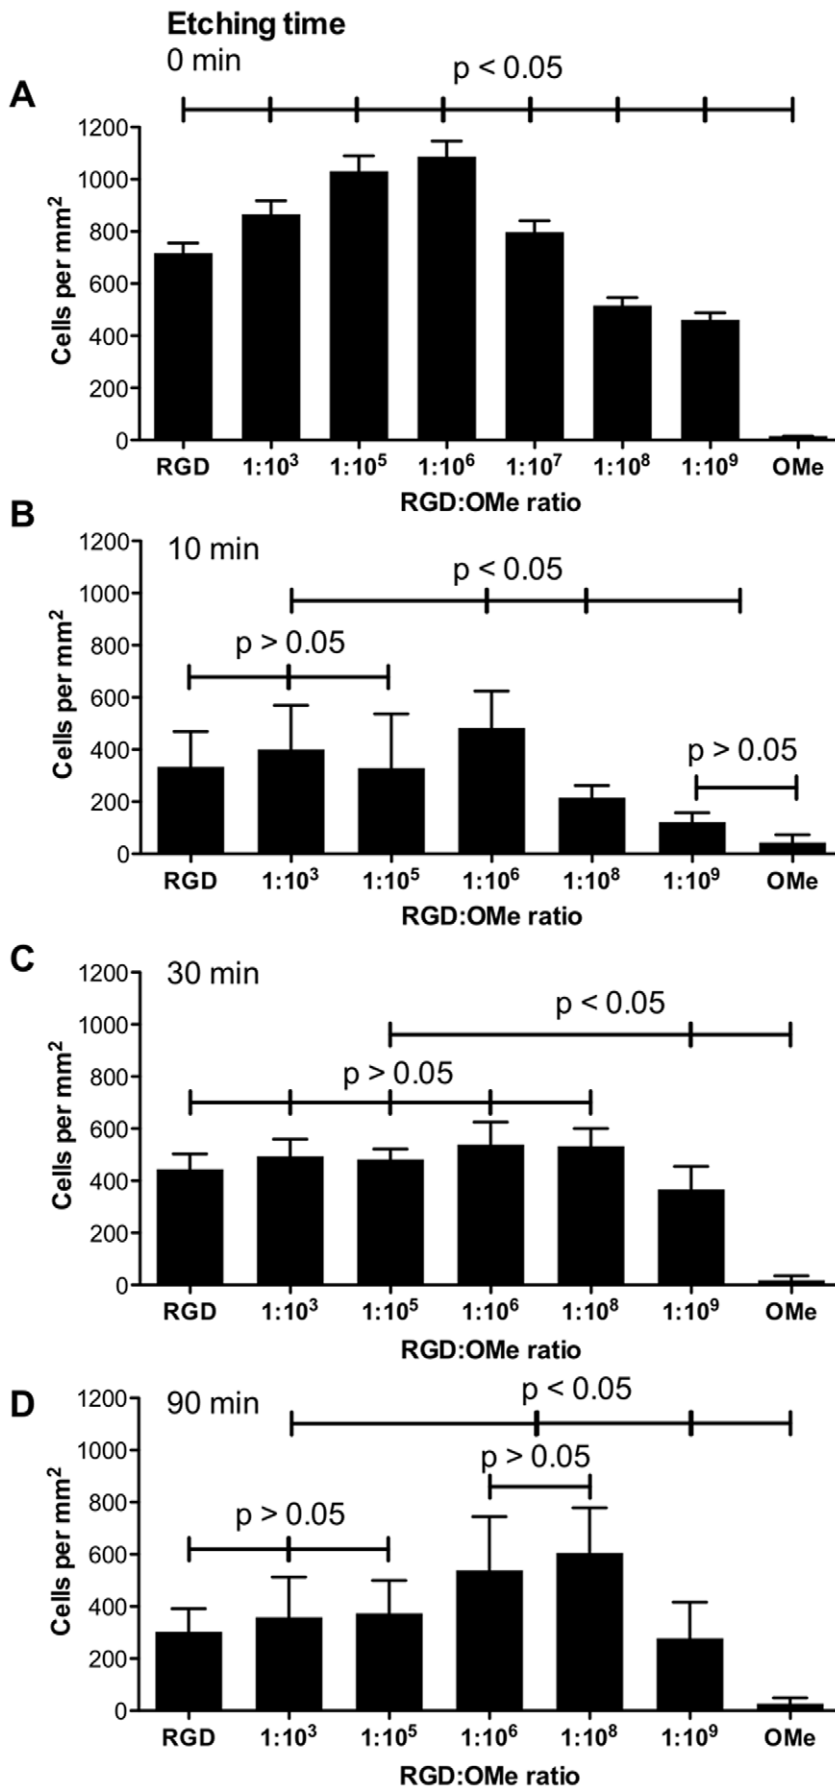 Etching time
0 min
p < 0.05
A
1200
1000
800
600
400
200
0
Cells per mm²
RGD 1:10³ 1:10⁵ 1:10⁶ 1:10⁷ 1:10⁸ 1:10⁹ OMe
RGD:OMe ratio
B
10 min
p < 0.05
p > 0.05
p > 0.05
1200
1000
800
600
400
200
0
Cells per mm²
RGD 1:10³ 1:10⁵ 1:10⁶ 1:10⁸ 1:10⁹ OMe
RGD:OMe ratio
C
30 min
p < 0.05
p > 0.05
1200
1000
800
600
400
200
0
Cells per mm²
RGD 1:10³ 1:10⁵ 1:10⁶ 1:10⁸ 1:10⁹ OMe
RGD:OMe ratio
D
90 min
p < 0.05
p > 0.05
p > 0.05
1200
1000
800
600
400
200
0
Cells per mm²
RGD 1:10³ 1:10⁵ 1:10⁶ 1:10⁸ 1:10⁹ OMe
RGD:OMe ratio